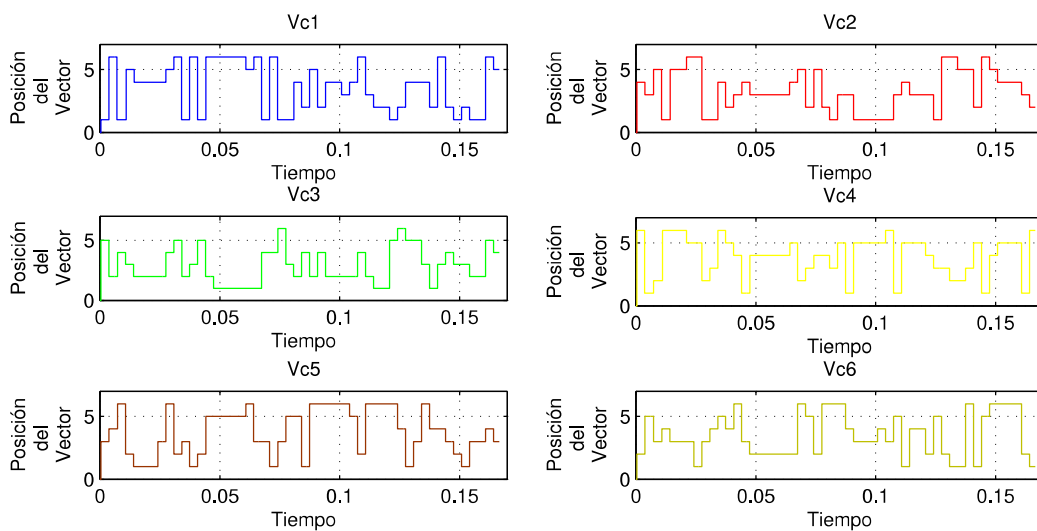 Vc1
Posición
del
Vector
5
0
0
0.05
0.1
0.15
Tiempo
Vc2
Posición
del
Vector
5
0
0
0.05
0.1
0.15
Tiempo
Vc3
Posición
del
Vector
5
0
0
0.05
0.1
0.15
Tiempo
Vc4
Posición
del
Vector
5
0
0
0.05
0.1
0.15
Tiempo
Vc5
Posición
del
Vector
5
0
0
0.05
0.1
0.15
Tiempo
Vc6
Posición
del
Vector
5
0
0
0.05
0.1
0.15
Tiempo